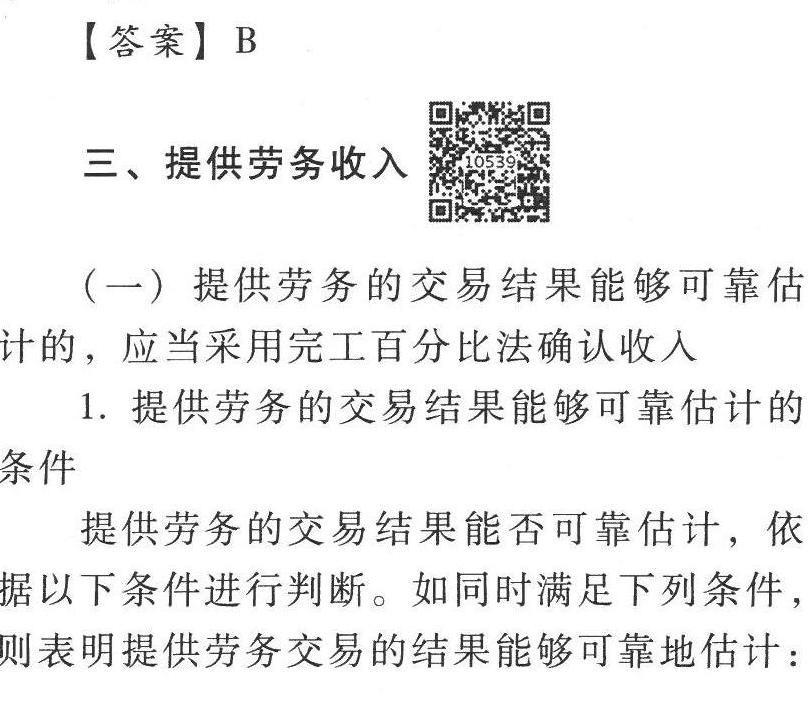 【答案】 B
三、提供劳务收入
10539
（一） 提供劳务的交易结果能够可靠估
计的，应当采用完工百分比法确认收入
1. 提供劳务的交易结果能够可靠估计的
条件
提供劳务的交易结果能否可靠估计，依
据以下条件进行判断。如同时满足下列条件，
则表明提供劳务交易的结果能够可靠地估计：